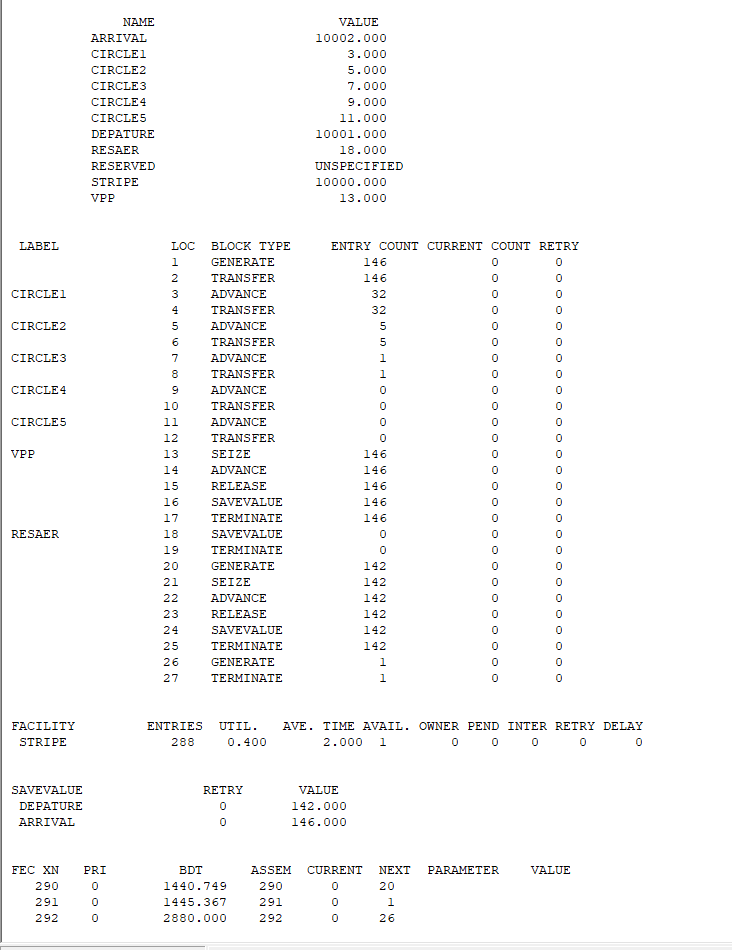 NAME VALUE
ARRIVAL 10002.000
CIRCLE1 3.000
CIRCLE2 5.000
CIRCLE3 7.000
CIRCLE4 9.000
CIRCLE5 11.000
DEPATURE 10001.000
RESAER 18.000
RESERVED UNSPECIFIED
STRIPE 10000.000
VPP 13.000
LABEL LOC BLOCK TYPE ENTRY COUNT CURRENT COUNT RETRY
1 GENERATE 146 0 0
2 TRANSFER 146 0 0
CIRCLE1 3 ADVANCE 32 0 0
4 TRANSFER 32 0 0
CIRCLE2 5 ADVANCE 5 0 0
6 TRANSFER 5 0 0
CIRCLE3 7 ADVANCE 1 0 0
8 TRANSFER 1 0 0
CIRCLE4 9 ADVANCE 0 0 0
10 TRANSFER 0 0 0
CIRCLE5 11 ADVANCE 0 0 0
12 TRANSFER 0 0 0
VPP 13 SEIZE 146 0 0
14 ADVANCE 146 0 0
15 RELEASE 146 0 0
16 SAVEVALUE 146 0 0
17 TERMINATE 146 0 0
RESAER 18 SAVEVALUE 0 0 0
19 TERMINATE 0 0 0
20 GENERATE 142 0 0
21 SEIZE 142 0 0
22 ADVANCE 142 0 0
23 RELEASE 142 0 0
24 SAVEVALUE 142 0 0
25 TERMINATE 142 0 0
26 GENERATE 1 0 0
27 TERMINATE 1 0 0
FACILITY ENTRIES UTIL. AVE. TIME AVAIL. OWNER PEND INTER RETRY DELAY
STRIPE 288 0.400 2.000 1 0 0 0 0 0
SAVEVALUE RETRY VALUE
DEPATURE 0 142.000
ARRIVAL 0 146.000
FEC XN PRI BDT ASSEM CURRENT NEXT PARAMETER VALUE
290 0 1440.749 290 0 20
291 0 1445.367 291 0 1
292 0 2880.000 292 0 26